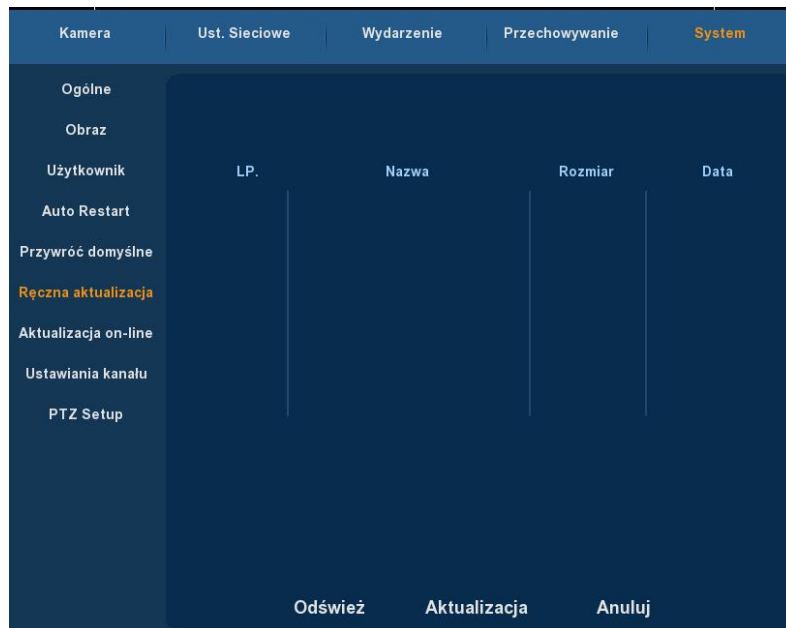 Kamera Ust. Sieciowe Wydarzenie Przechowywanie System
Ogólne
Obraz
Użytkownik
LP. Nazwa Rozmiar Data
Auto Restart
Przywróć domyślne
Ręczna aktualizacja
Aktualizacja on-line
Ustawiania kanału
PTZ Setup
Odśwież Aktualizacja Anuluj